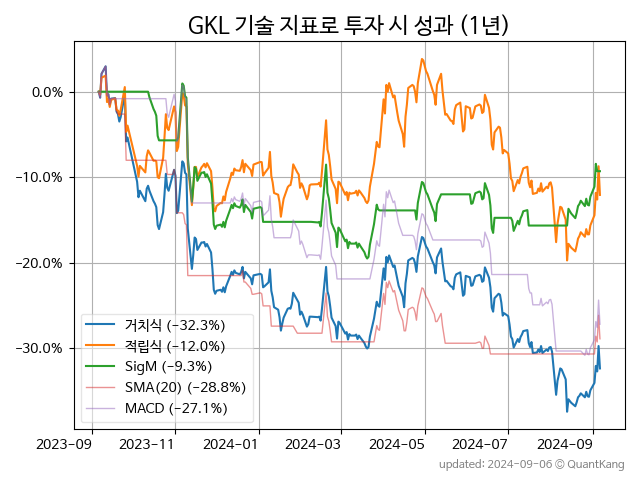 GKL 기술 지표로 투자 시 성과 (1년)
0.0%
−10.0%
−20.0%
−30.0%
거치식 (−32.3%)
적립식 (−12.0%)
SigM (−9.3%)
SMA(20) (−28.8%)
MACD (−27.1%)
2023-09 2023-11 2024-01 2024-03 2024-05 2024-07 2024-09
updated: 2024-09-06 © QuantKang